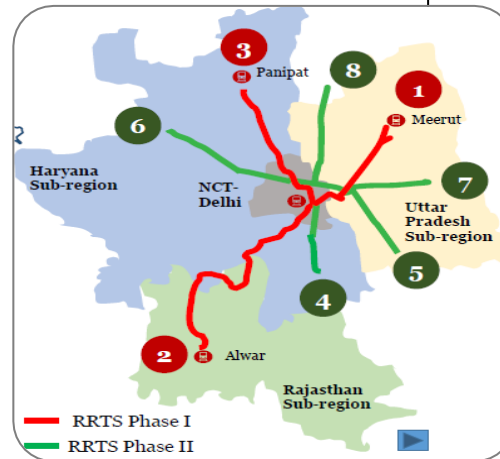 3
Panipat
8
1
Meerut
6
Haryana
Sub-region
NCT-
Delhi
7
Uttar
Pradesh
Sub-region
5
4
2
Alwar
Rajasthan
Sub-region
RRTS Phase I
RRTS Phase II